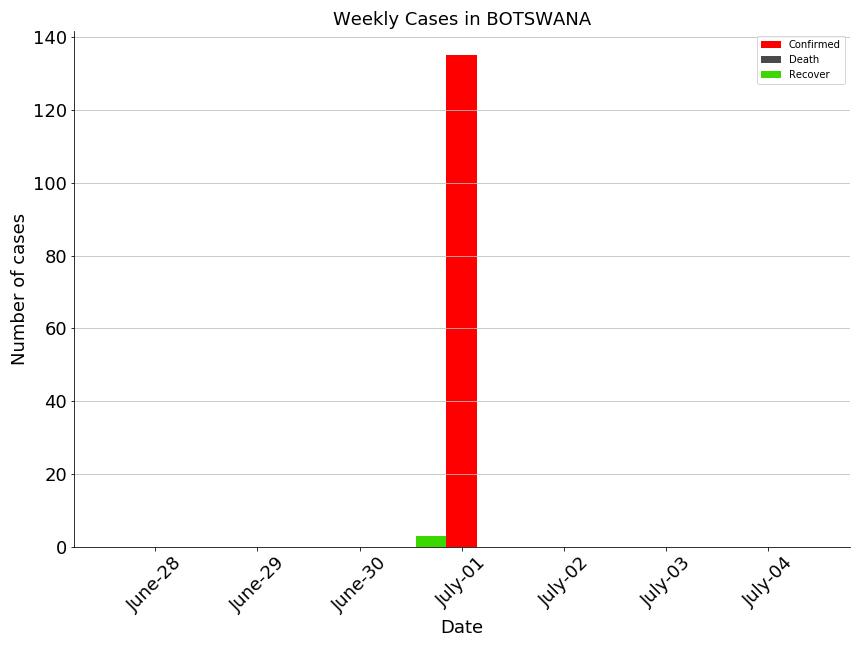 Weekly Cases in BOTSWANA
Confirmed
Death
Recover
Number of cases
140
120
100
80
60
40
20
0
June-28
June-29
June-30
July-01
July-02
July-03
July-04
Date